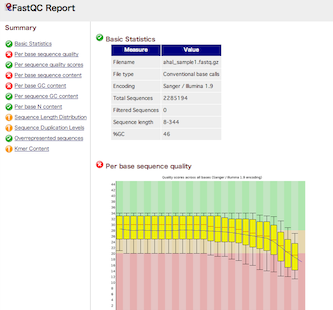 FastQC Report
Summary
Basic Statistics
Per base sequence quality
Per sequence quality scores
Per base sequence content
Per base GC content
Per sequence GC content
Per base N content
Sequence Length Distribution
Sequence Duplication Levels
Overrepresented sequences
Kmer Content
Basic Statistics
Measure Value
Filename ahal_sample1.fastq.gz
File type Conventional base calls
Encoding Sanger / Illumina 1.9
Total Sequences 2285194
Filtered Sequences 0
Sequence length 8-344
%GC 46
Per base sequence quality
Quality scores across all bases (Sanger / Illumina 1.9 encoding)